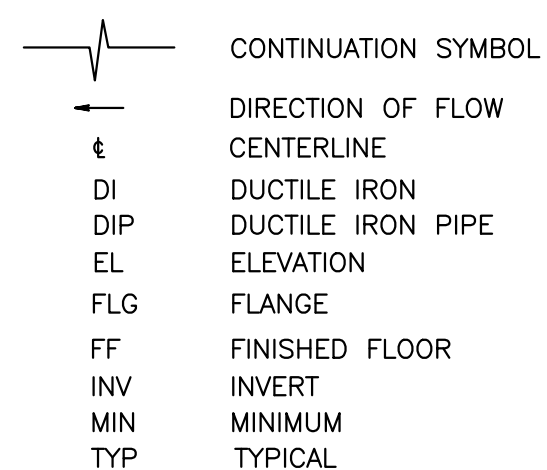 CONTINUATION SYMBOL
DIRECTION OF FLOW
℄ CENTERLINE
DI DUCTILE IRON
DIP DUCTILE IRON PIPE
EL ELEVATION
FLG FLANGE
FF FINISHED FLOOR
INV INVERT
MIN MINIMUM
TYP TYPICAL